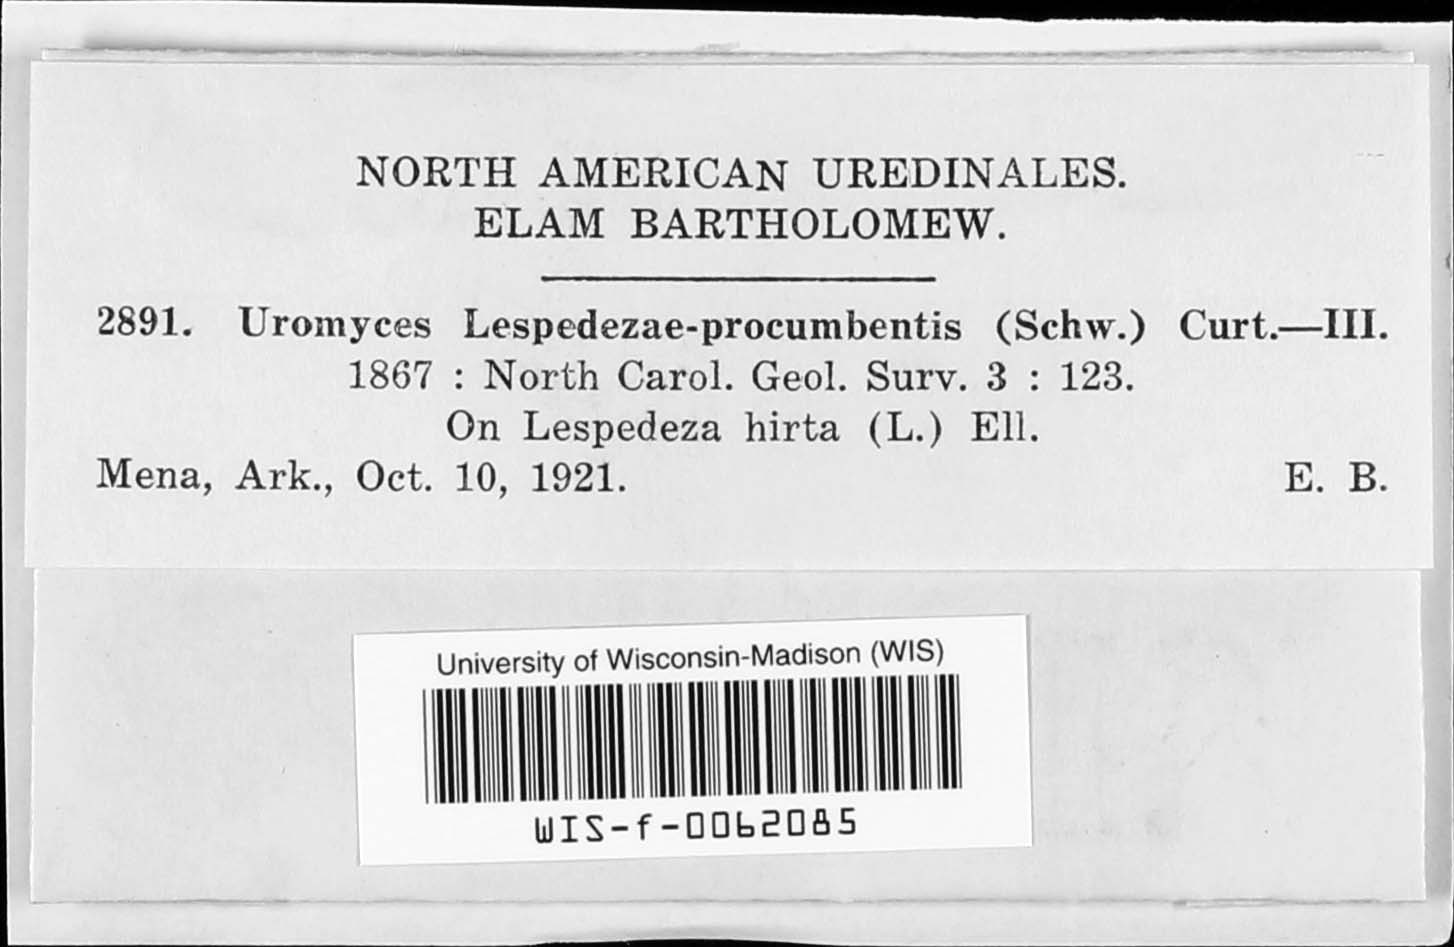 NORTH AMERICAN UREDINALES.
ELAM BARTHOLOMEW.
2891. Uromyces Lespedezae-procumbentis (Schw.) Curt.—III.
1867 : North Carol. Geol. Surv. 3 : 123.
On Lespedeza hirta (L.) Ell.
Mena, Ark., Oct. 10, 1921. E. B.
University of Wisconsin-Madison (WIS)
WIS-f-0062085